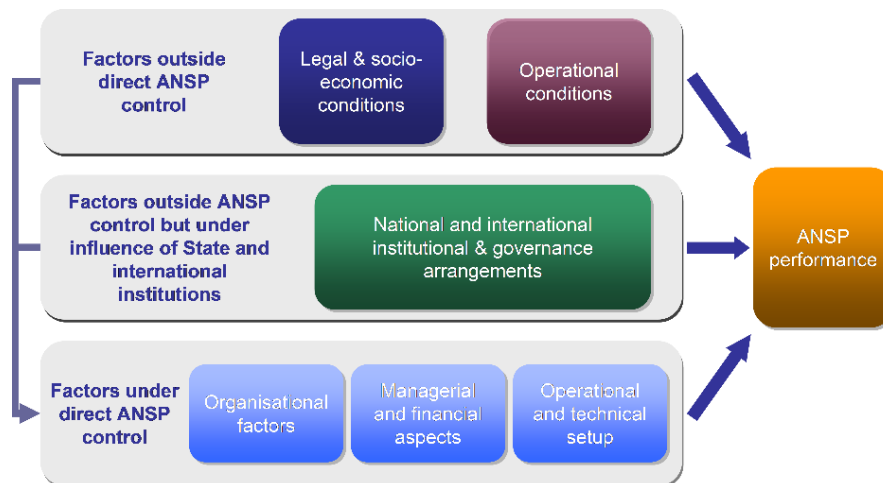 Factors outside
direct ANSP
control
Legal & socio-
economic
conditions
Operational
conditions
Factors outside ANSP
control but under
influence of State and
international
institutions
National and international
institutional & governance
arrangements
ANSP
performance
Factors under
direct ANSP
control
Organisational
factors
Managerial
and financial
aspects
Operational
and technical
setup